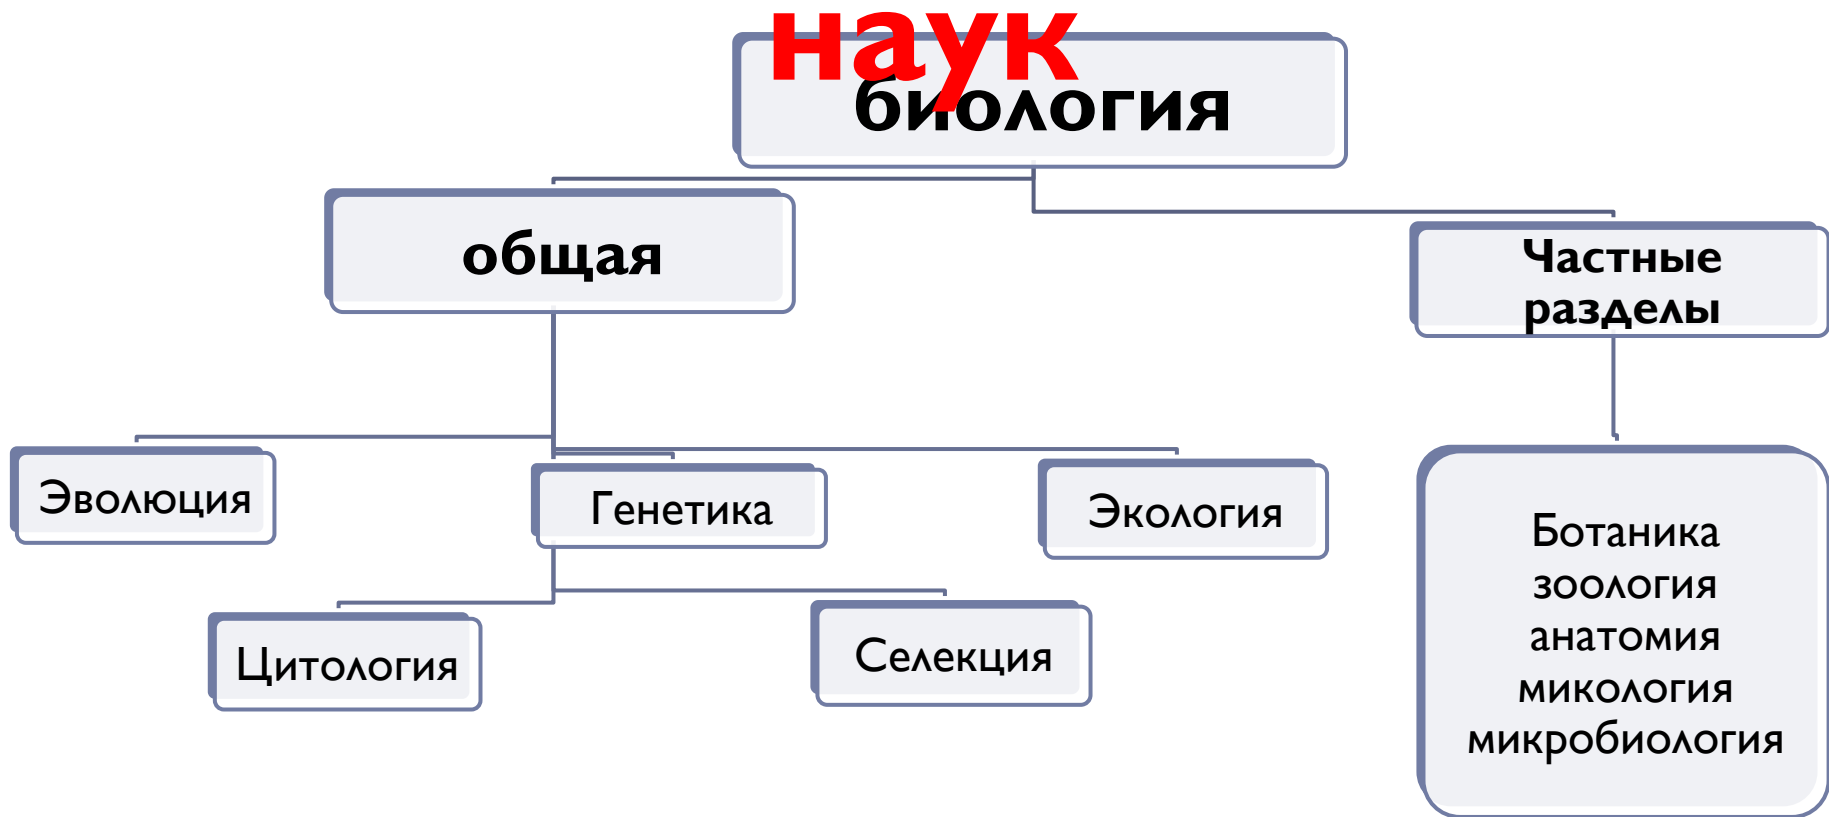 наук
биология
общая
Частные
разделы
Эволюция
Генетика
Экология
Цитология
Селекция
Ботаника
зоология
анатомия
микология
микробиология